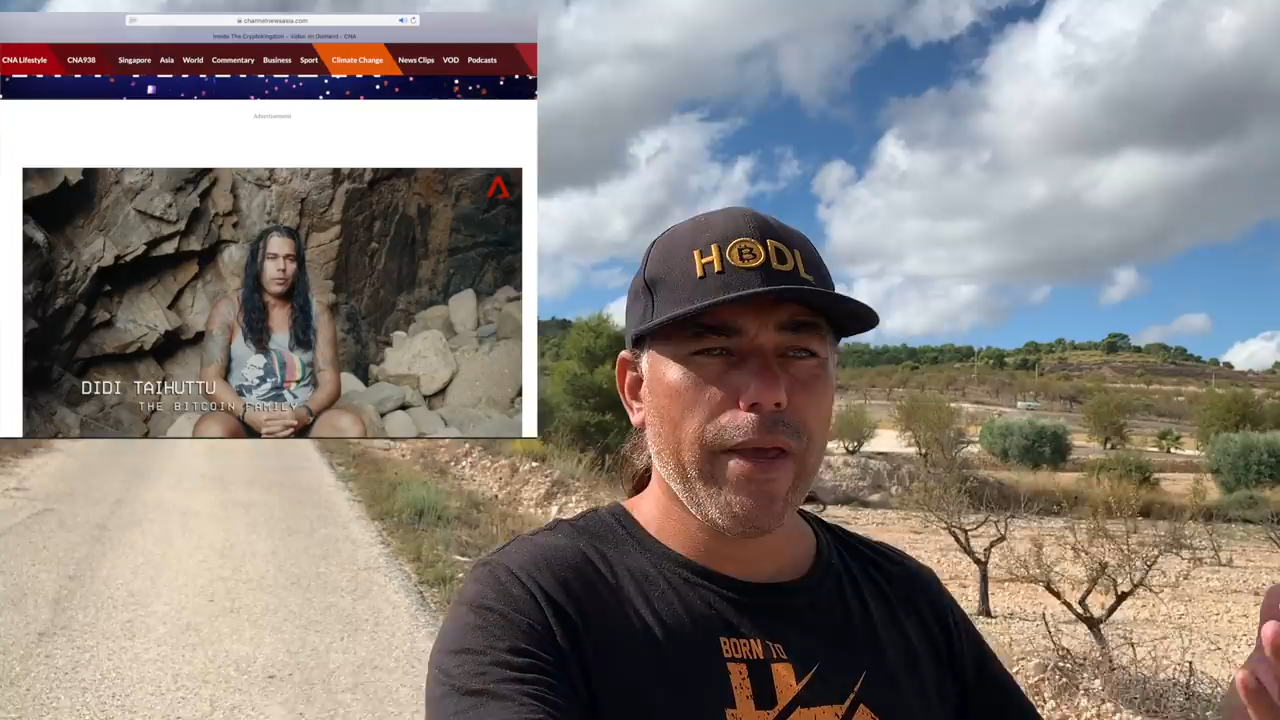 channelnewsasia.com
Inside The Cryptokingdom - Video on Demand - CNA
CNA Lifestyle CNA938 Singapore Asia World Commentary Business Sport Climate Change News Clips VOD Podcasts
Advertisement
DIDI TAIHUTTU
THE BITCOIN FAMILY
HODL
BORN TO